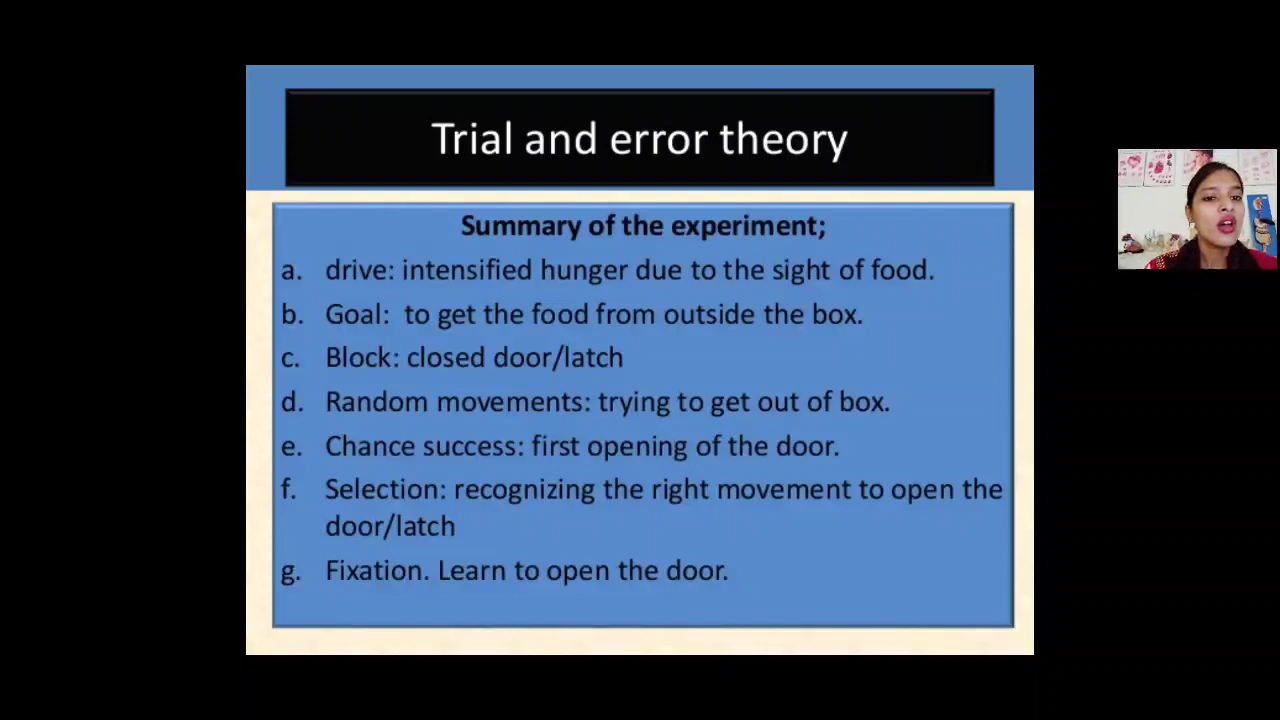 Trial and error theory
Summary of the experiment;
a. drive: intensified hunger due to the sight of food.
b. Goal: to get the food from outside the box.
c. Block: closed door/latch
d. Random movements: trying to get out of box.
e. Chance success: first opening of the door.
f. Selection: recognizing the right movement to open the
door/latch
g. Fixation. Learn to open the door.